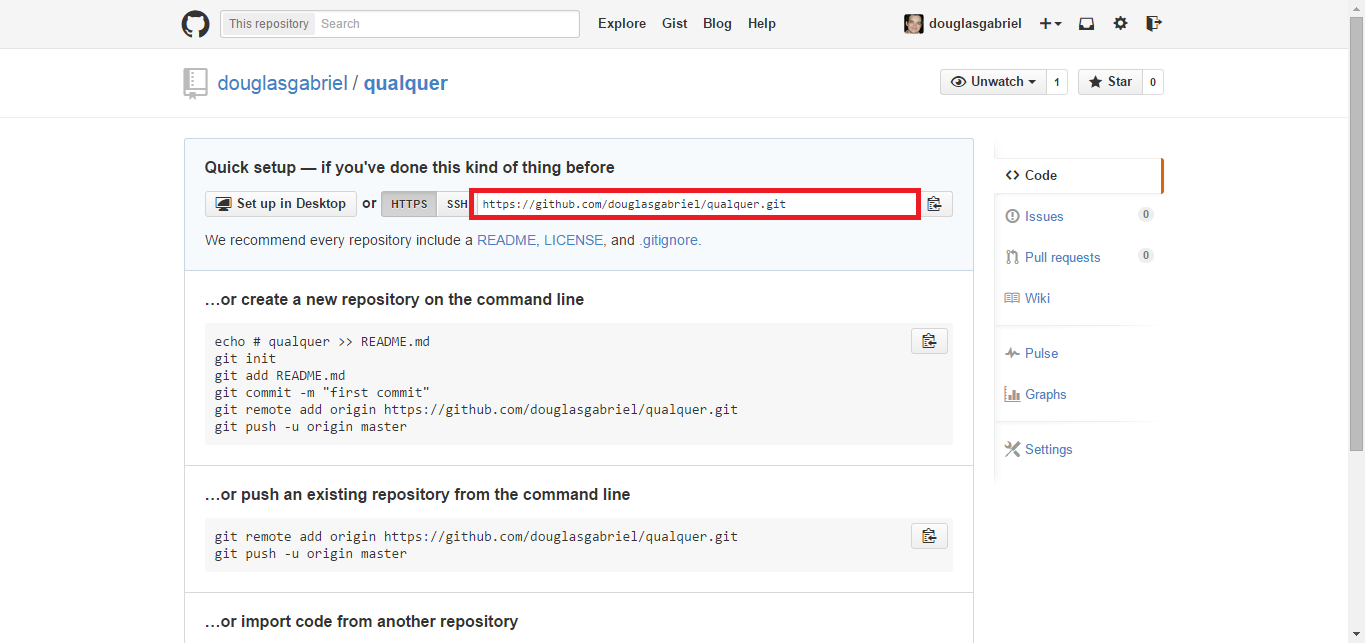 This repository Search Explore Gist Blog Help douglasgabriel
douglasgabriel / qualquer Unwatch 1 Star 0
Quick setup — if you've done this kind of thing before
Set up in Desktop or HTTPS SSH https://github.com/douglasgabriel/qualquer.git
We recommend every repository include a README, LICENSE, and .gitignore.
…or create a new repository on the command line
echo # qualquer >> README.md
git init
git add README.md
git commit -m "first commit"
git remote add origin https://github.com/douglasgabriel/qualquer.git
git push -u origin master
…or push an existing repository from the command line
git remote add origin https://github.com/douglasgabriel/qualquer.git
git push -u origin master
…or import code from another repository
Code
Issues 0
Pull requests 0
Wiki
Pulse
Graphs
Settings